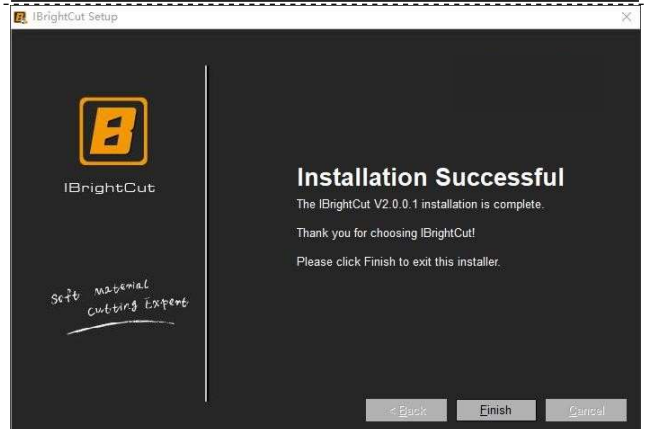 IBrightCut Setup
B
IBrightCut
Soft Material
Cutting Expert
Installation Successful
The IBrightCut V2.0.0.1 installation is complete.
Thank you for choosing IBrightCut!
Please click Finish to exit this installer.
< Back
Finish
Cancel